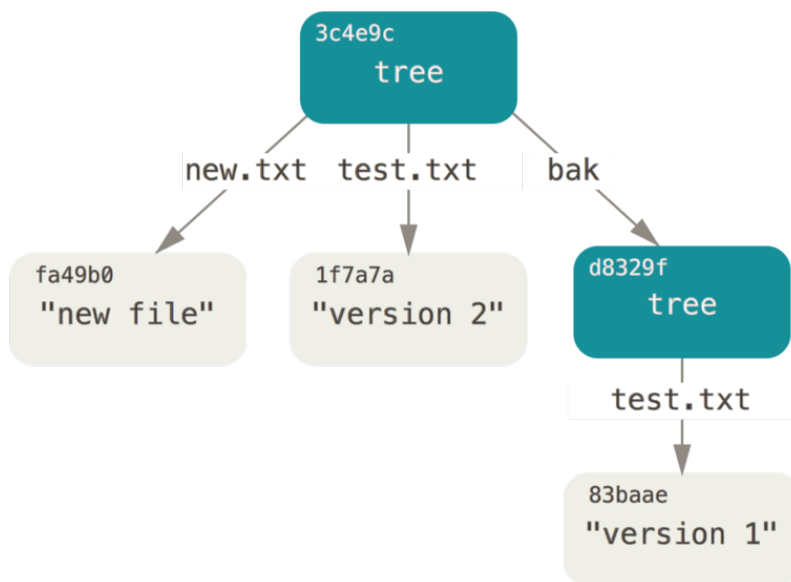 3c4e9c
tree
new.txt test.txt bak
fa49b0
"new file"
1f7a7a
"version 2"
d8329f
tree
test.txt
83baae
"version 1"